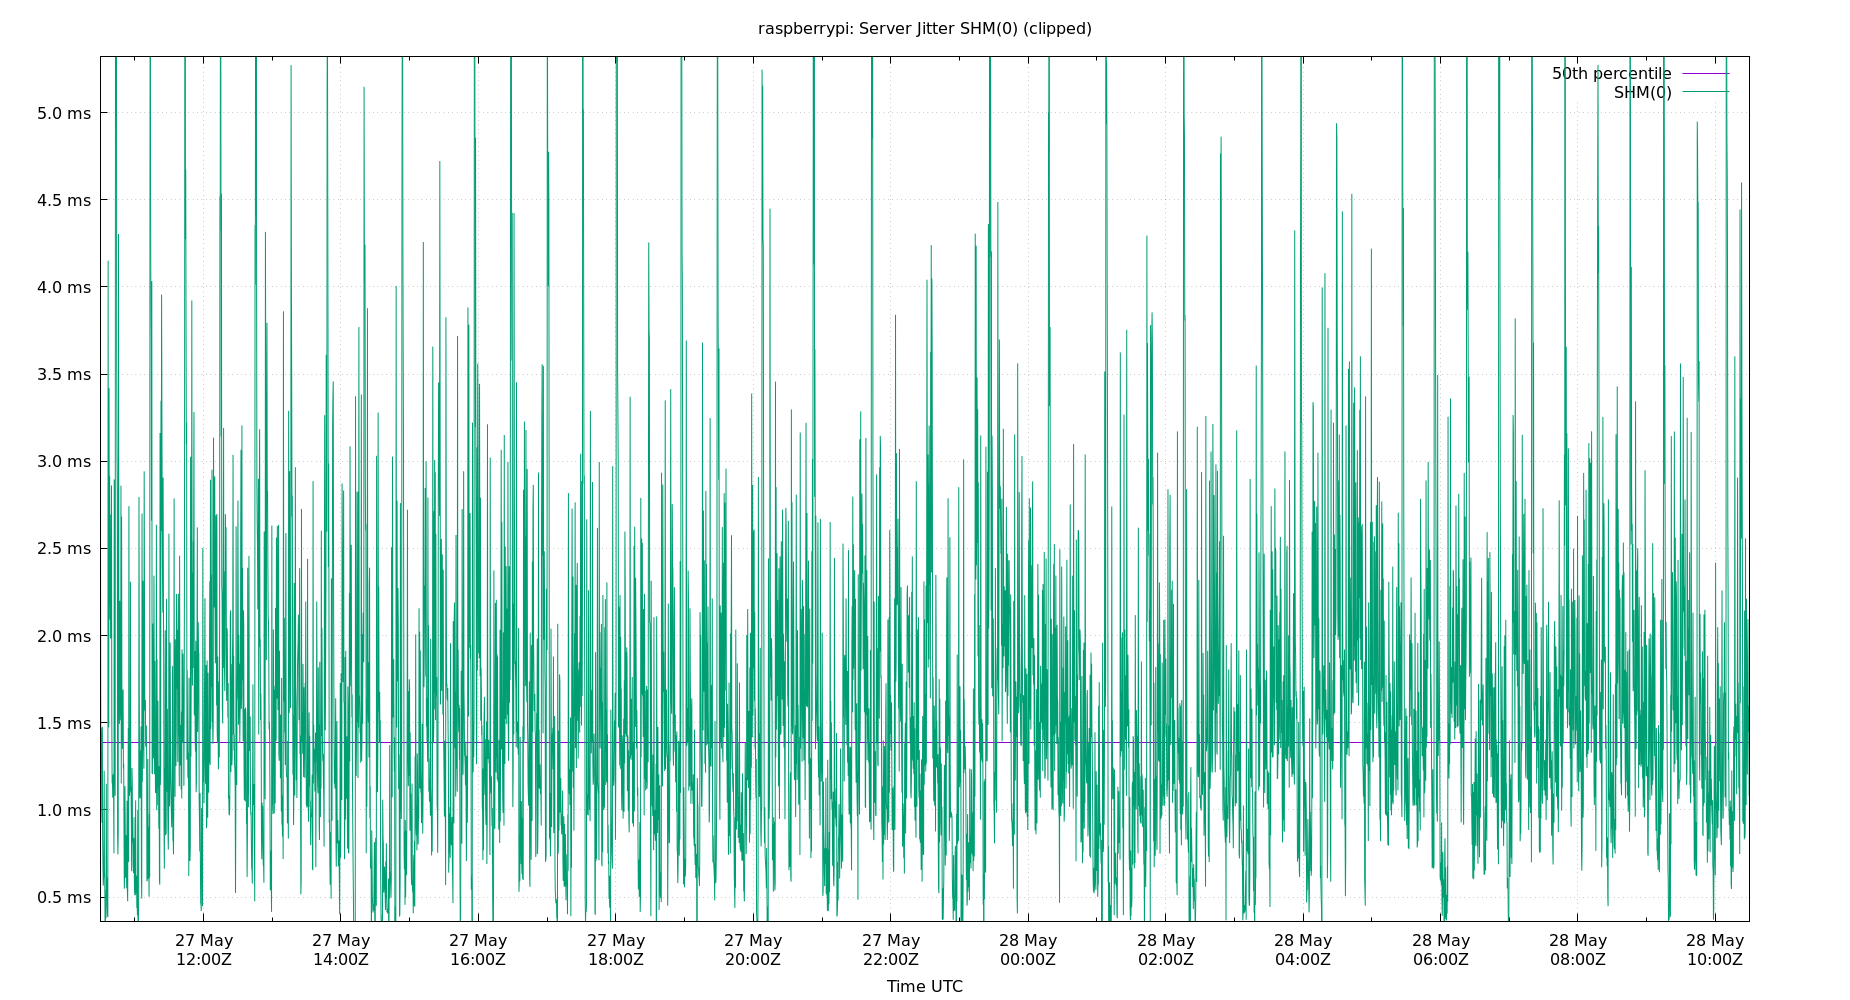 raspberrypi: Server Jitter SHM(0) (clipped)
50th percentile
SHM(0)
5.0 ms
4.5 ms
4.0 ms
3.5 ms
3.0 ms
2.5 ms
2.0 ms
1.5 ms
1.0 ms
0.5 ms
27 May 27 May 27 May 27 May 27 May 27 May 28 May 28 May 28 May 28 May 28 May 28 May
12:00Z 14:00Z 16:00Z 18:00Z 20:00Z 22:00Z 00:00Z 02:00Z 04:00Z 06:00Z 08:00Z 10:00Z
Time UTC